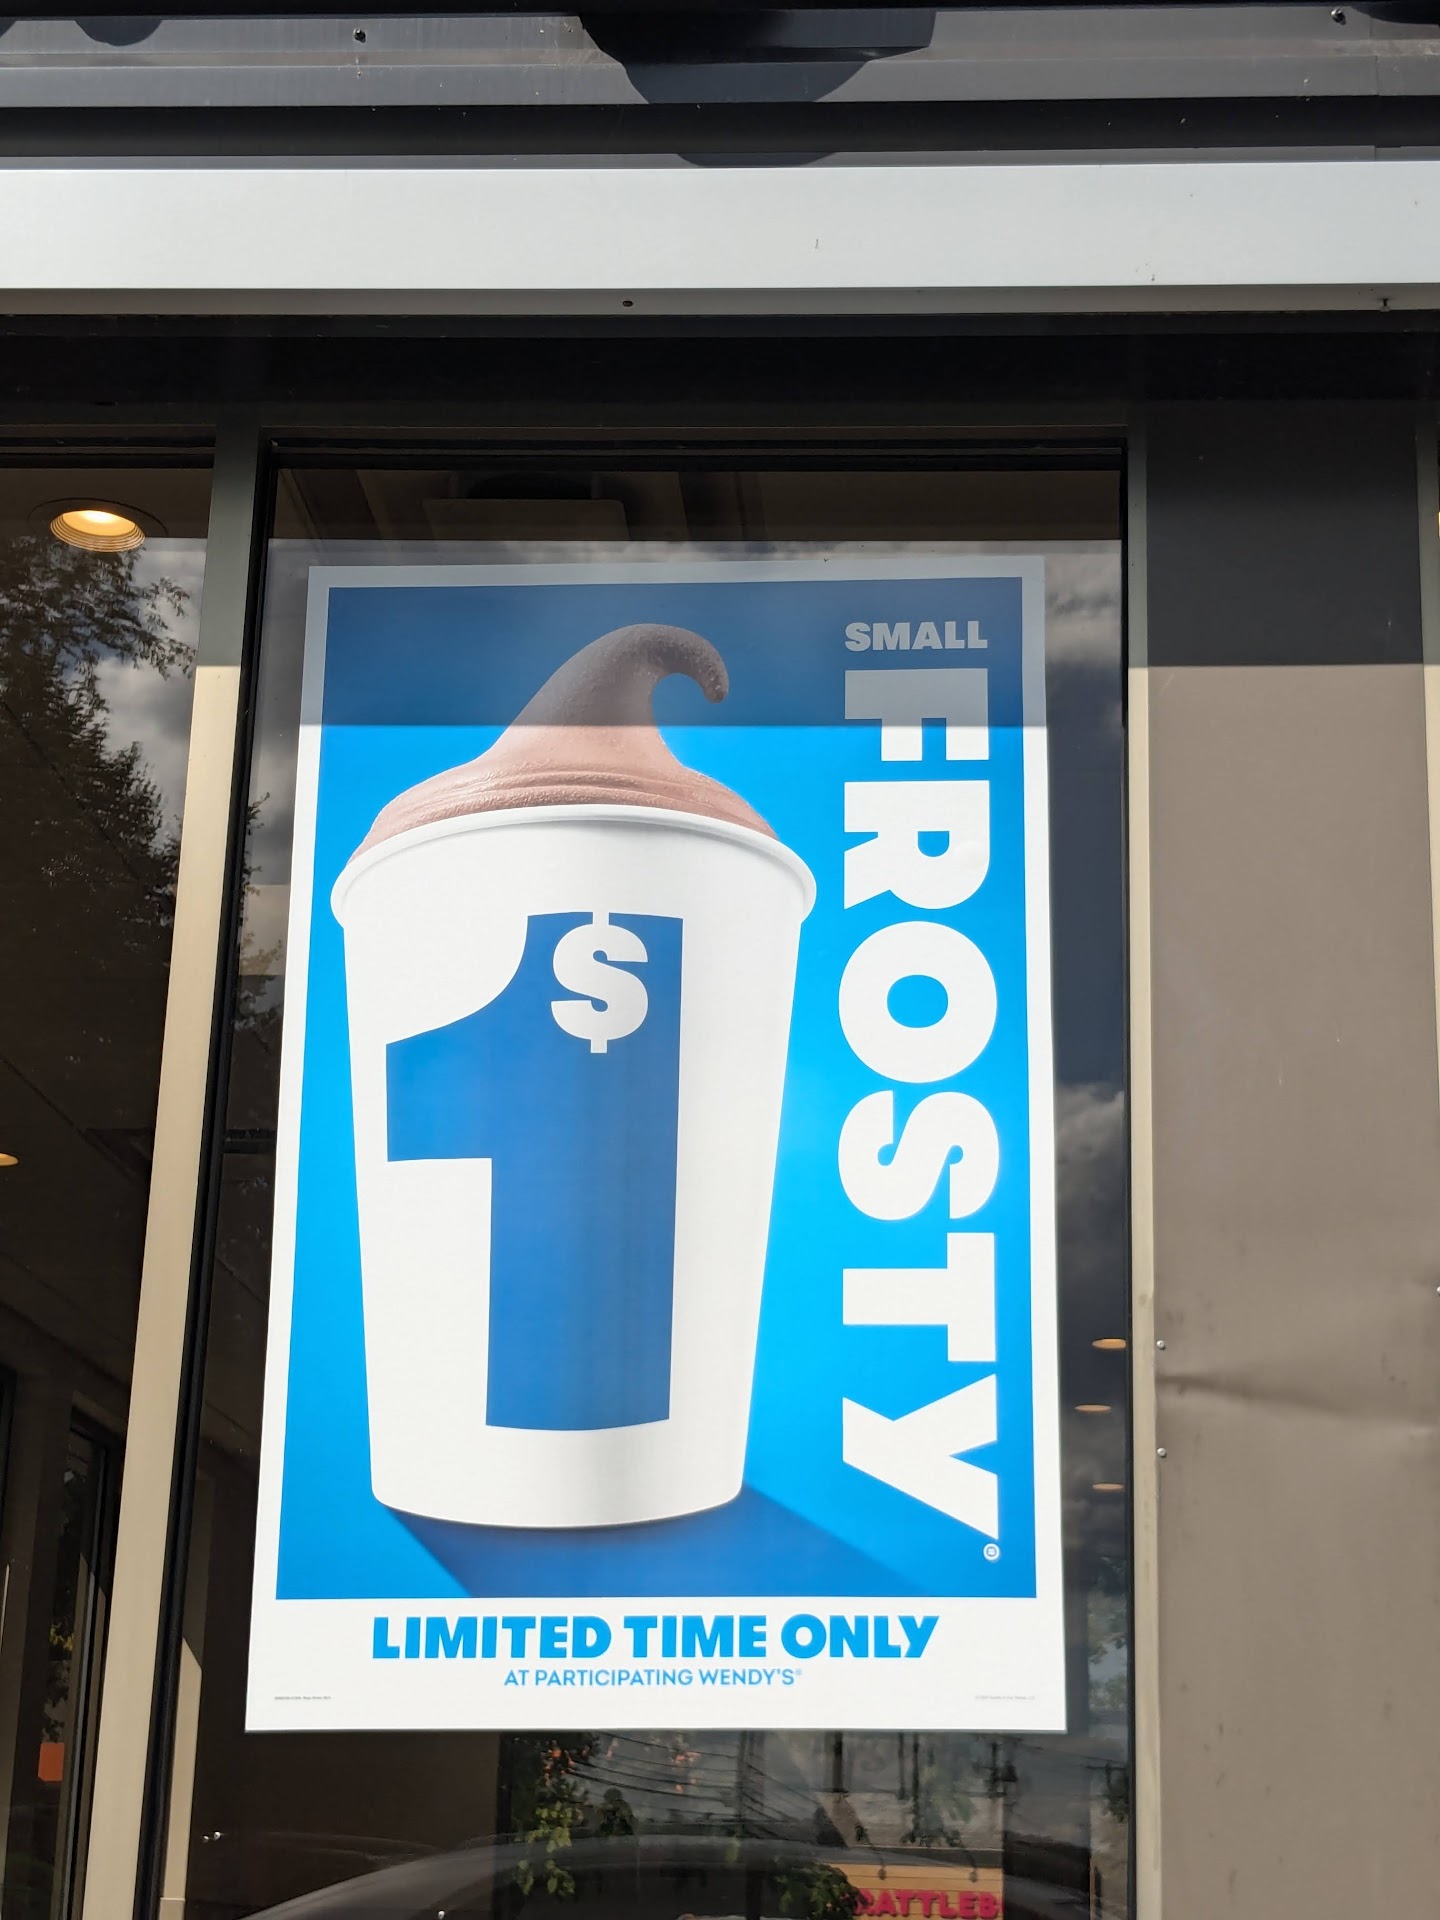 SMALL
FROSTY®
$1
LIMITED TIME ONLY
AT PARTICIPATING WENDY'S®